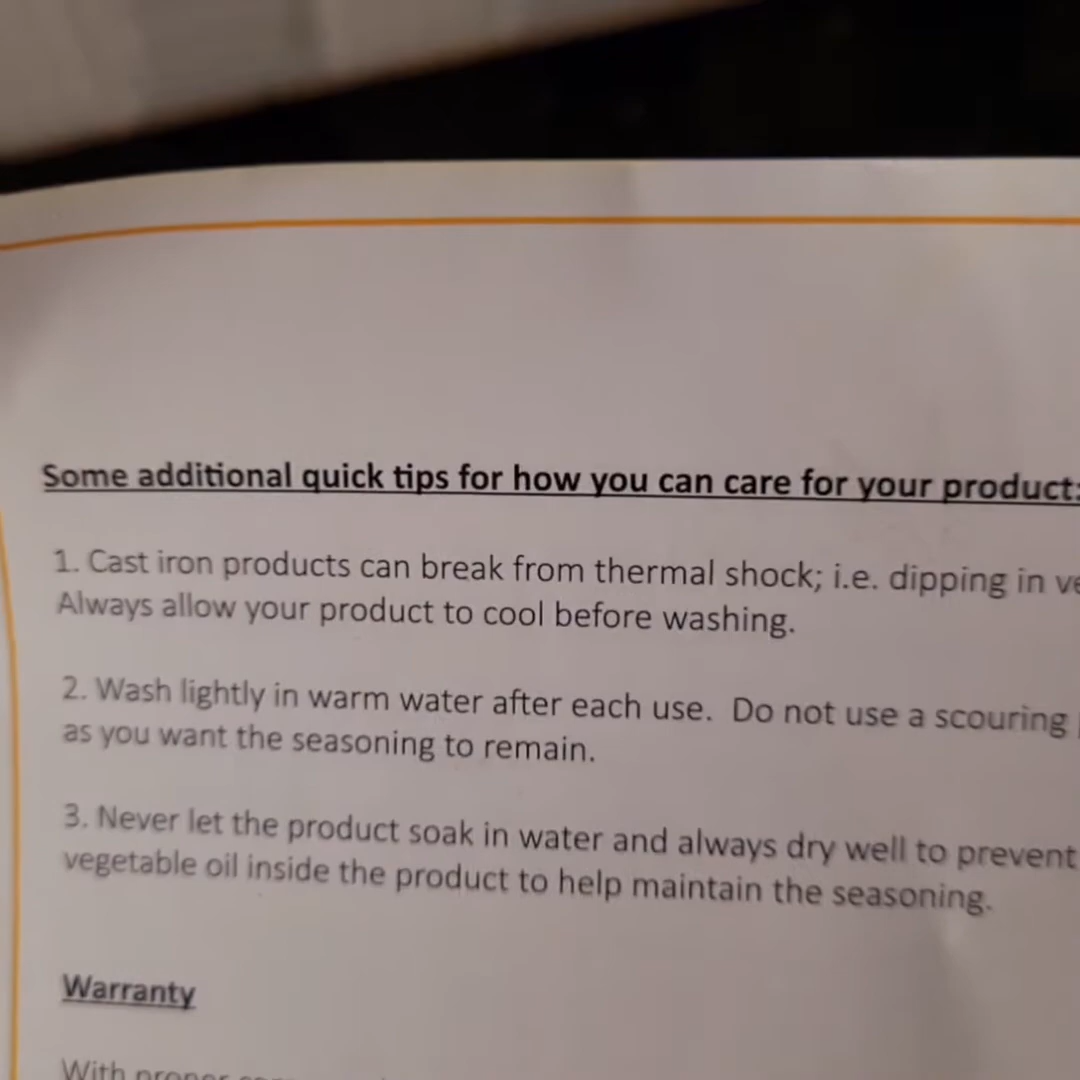 Some additional quick tips for how you can care for your product:
1. Cast iron products can break from thermal shock; i.e. dipping in
Always allow your product to cool before washing.
2. Wash lightly in warm water after each use. Do not use a scouring
as you want the seasoning to remain.
3. Never let the product soak in water and always dry well to prevent
vegetable oil inside the product to help maintain the seasoning.
Warranty
With proper